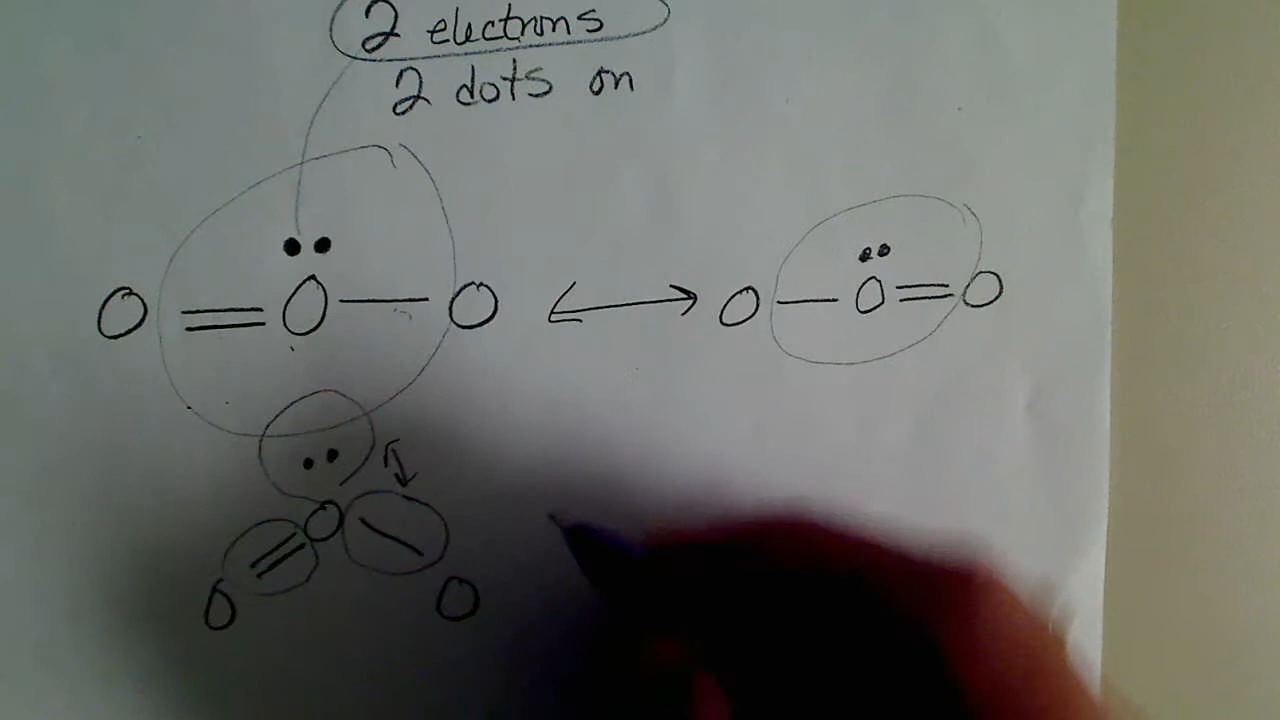 2 electrons
2 dots on
O = O — O ⟷ O — O = O
O
O O